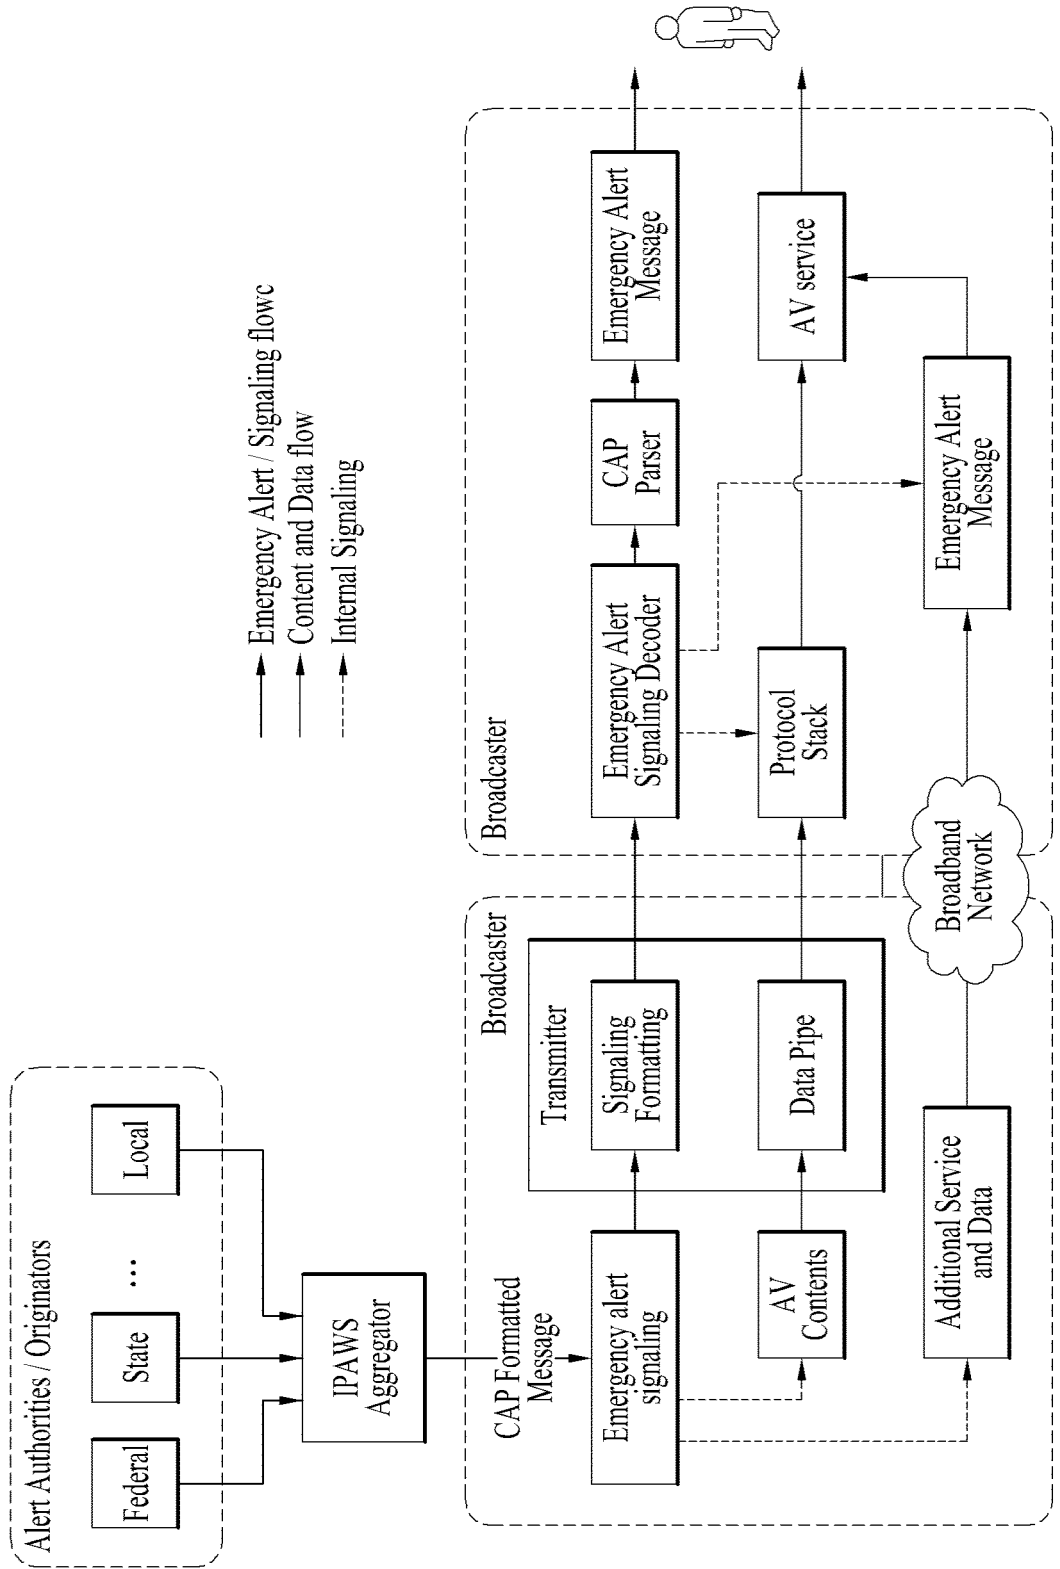 Alert Authorities / Originators
Federal
State
...
Local
IPAWS
Aggregator
Emergency Alert / Signaling flowc
Content and Data flow
Internal Signaling
CAP Formatted
Message
Broadcaster
Emergency alert
signaling
Transmitter
Signaling
Formatting
AV
Contents
Data Pipe
Additional Service
and Data
Broadband
Network
Broadcaster
Emergency Alert
Signaling Decoder
CAP
Parser
Emergency Alert
Message
Protocol
Stack
AV service
Emergency Alert
Message